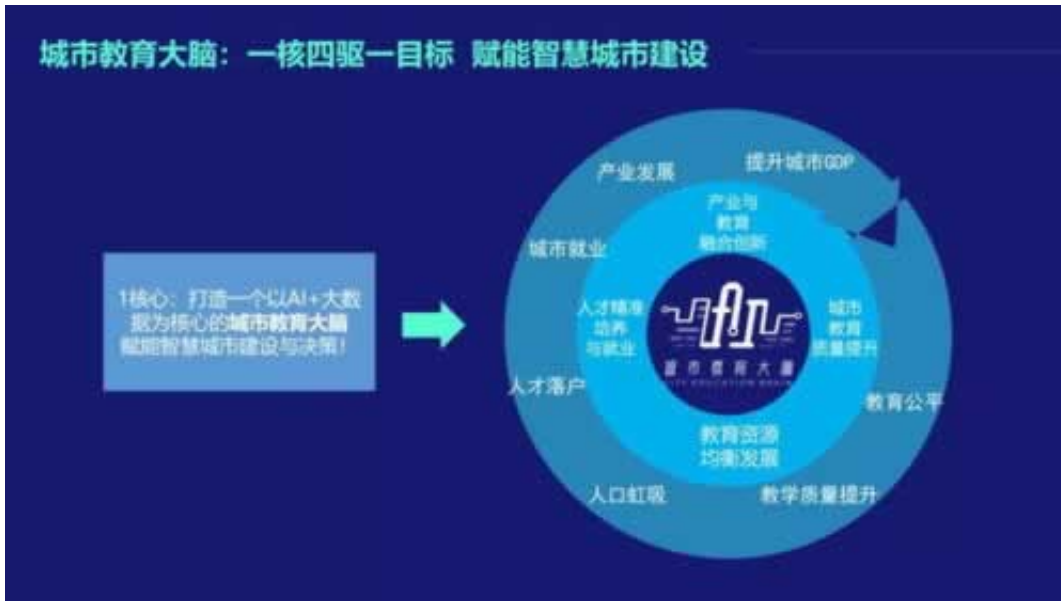 城市教育大脑：一核四驱一目标 赋能智慧城市建设
1核心：打造一个以AI+大数
据为核心的城市教育大脑
赋能智慧城市建设与决策！
产业发展
提升城市GDP
城市就业
人才落户
人口虹吸
教学质量提升
教育公平
产业与
教育
融合创新
人才精准
培养
与就业
城市
教育
质量提升
教育资源
均衡发展
城市教育大脑
CITY EDUCATION BRAIN